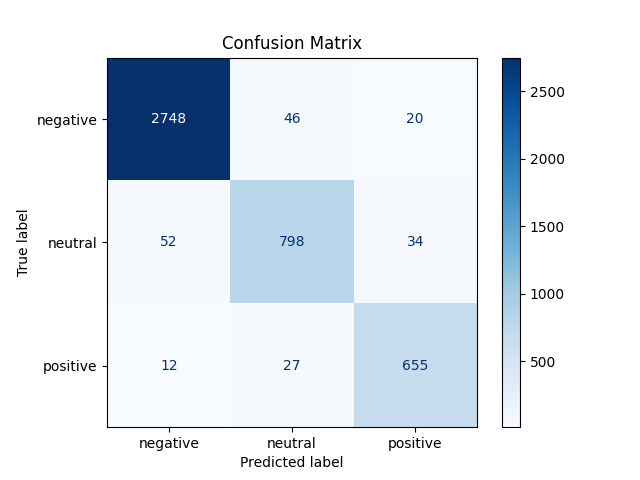 Confusion Matrix
True label
negative 2748 46 20
neutral 52 798 34
positive 12 27 655
negative neutral positive
Predicted label
2500
2000
1500
1000
500